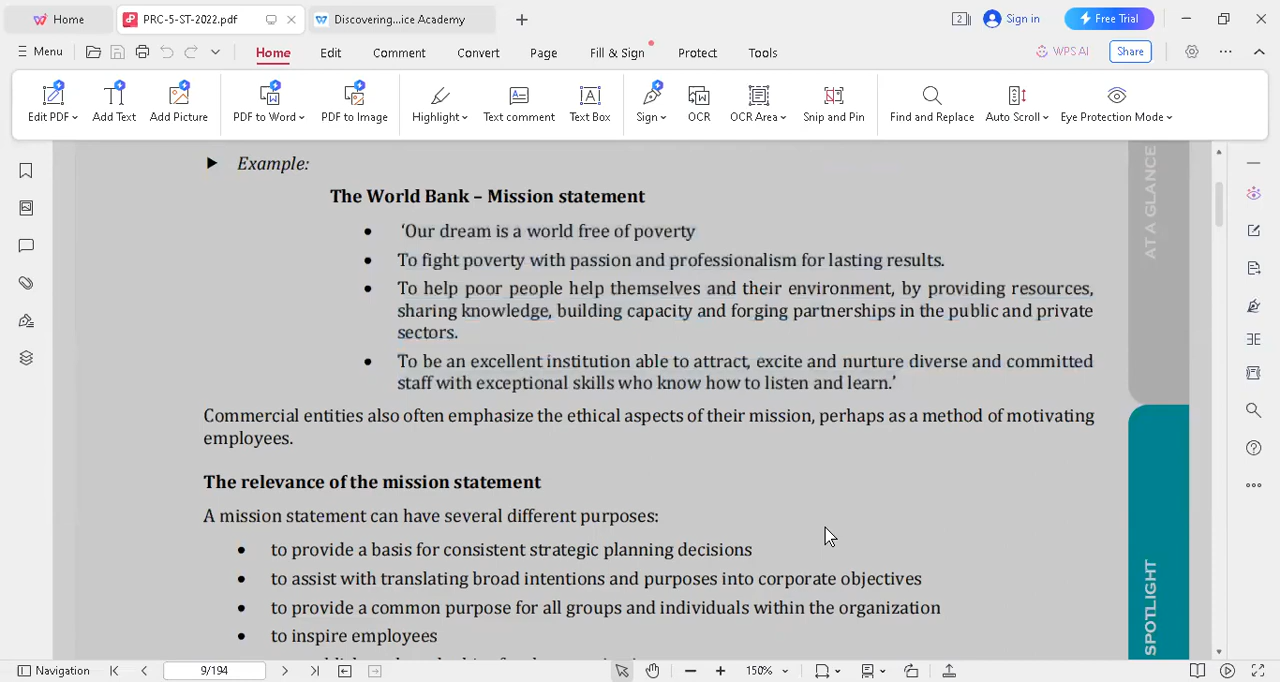 Home
PRC-5-ST-2022.pdf
Discovering...ice Academy
2
Sign in
Free Trial
Menu
Home
Edit
Comment
Convert
Page
Fill & Sign
Protect
Tools
WPS AI
Share
Edit PDF
Add Text
Add Picture
PDF to Word
PDF to Image
Highlight
Text comment
Text Box
Sign
OCR
OCR Area
Snip and Pin
Find and Replace
Auto Scroll
Eye Protection Mode
Example:
The World Bank – Mission statement
• ‘Our dream is a world free of poverty
• To fight poverty with passion and professionalism for lasting results.
• To help poor people help themselves and their environment, by providing resources,
sharing knowledge, building capacity and forging partnerships in the public and private
sectors.
• To be an excellent institution able to attract, excite and nurture diverse and committed
staff with exceptional skills who know how to listen and learn.’
Commercial entities also often emphasize the ethical aspects of their mission, perhaps as a method of motivating
employees.
The relevance of the mission statement
A mission statement can have several different purposes:
• to provide a basis for consistent strategic planning decisions
• to assist with translating broad intentions and purposes into corporate objectives
• to provide a common purpose for all groups and individuals within the organization
• to inspire employees
AT A GLANCE
SPOTLIGHT
Navigation
9/194
150%